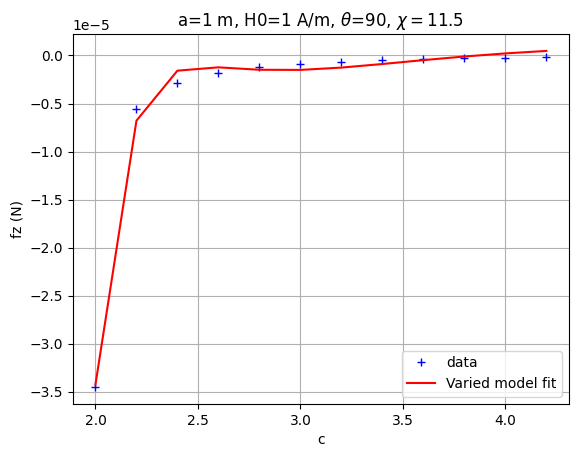 a=1 m, H0=1 A/m, θ=90, χ = 11.5
1e−5
0.0
−0.5
−1.0
−1.5
−2.0
−2.5
−3.0
−3.5
fz (N)
data
Varied model fit
2.0 2.5 3.0 3.5 4.0
c